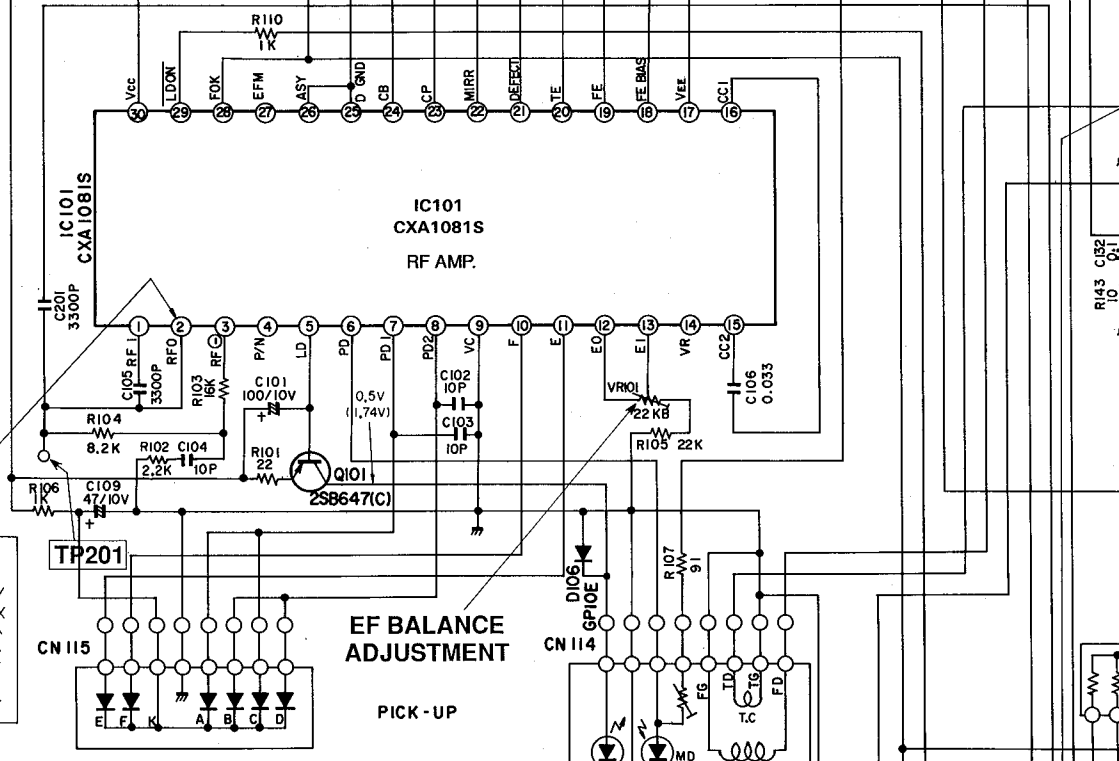 R110
1K
Vcc
LDON
FOK
EFM
ASY
D GND
CB
CP
MIRR
DEFECT
TE
FE
FE BIAS
VEE
CC1
30 29 28 27 26 25 24 23 22 21 20 19 18 17 16
IC101
CXA1081S
IC101
CXA1081S
RF AMP.
C201
3300P
1 2 3 4 5 6 7 8 9 10 11 12 13 14 15
RF1
RFO
RF⊖
P/N
LD
PD
PD1
PD2
VC
F
E
EO
E1
VR
CC2
C105
3300P
R103
16K
C101
100/10V
+
0.5V
(1.74V)
C102
10P
C103
10P
VR101
22KB
R105 22K
C106
0.033
R143
10
C132
0.1
R104
8.2K
R102
2.2K
C104
10P
R101
22
Q101
2SB647(C)
R106
1K
C109
47/10V
+
TP201
D106
GP10E
R107
91
CN115
EF BALANCE
ADJUSTMENT
CN114
E F K A B C D
PICK-UP
FG
TD
TG
FD
T.C
MD